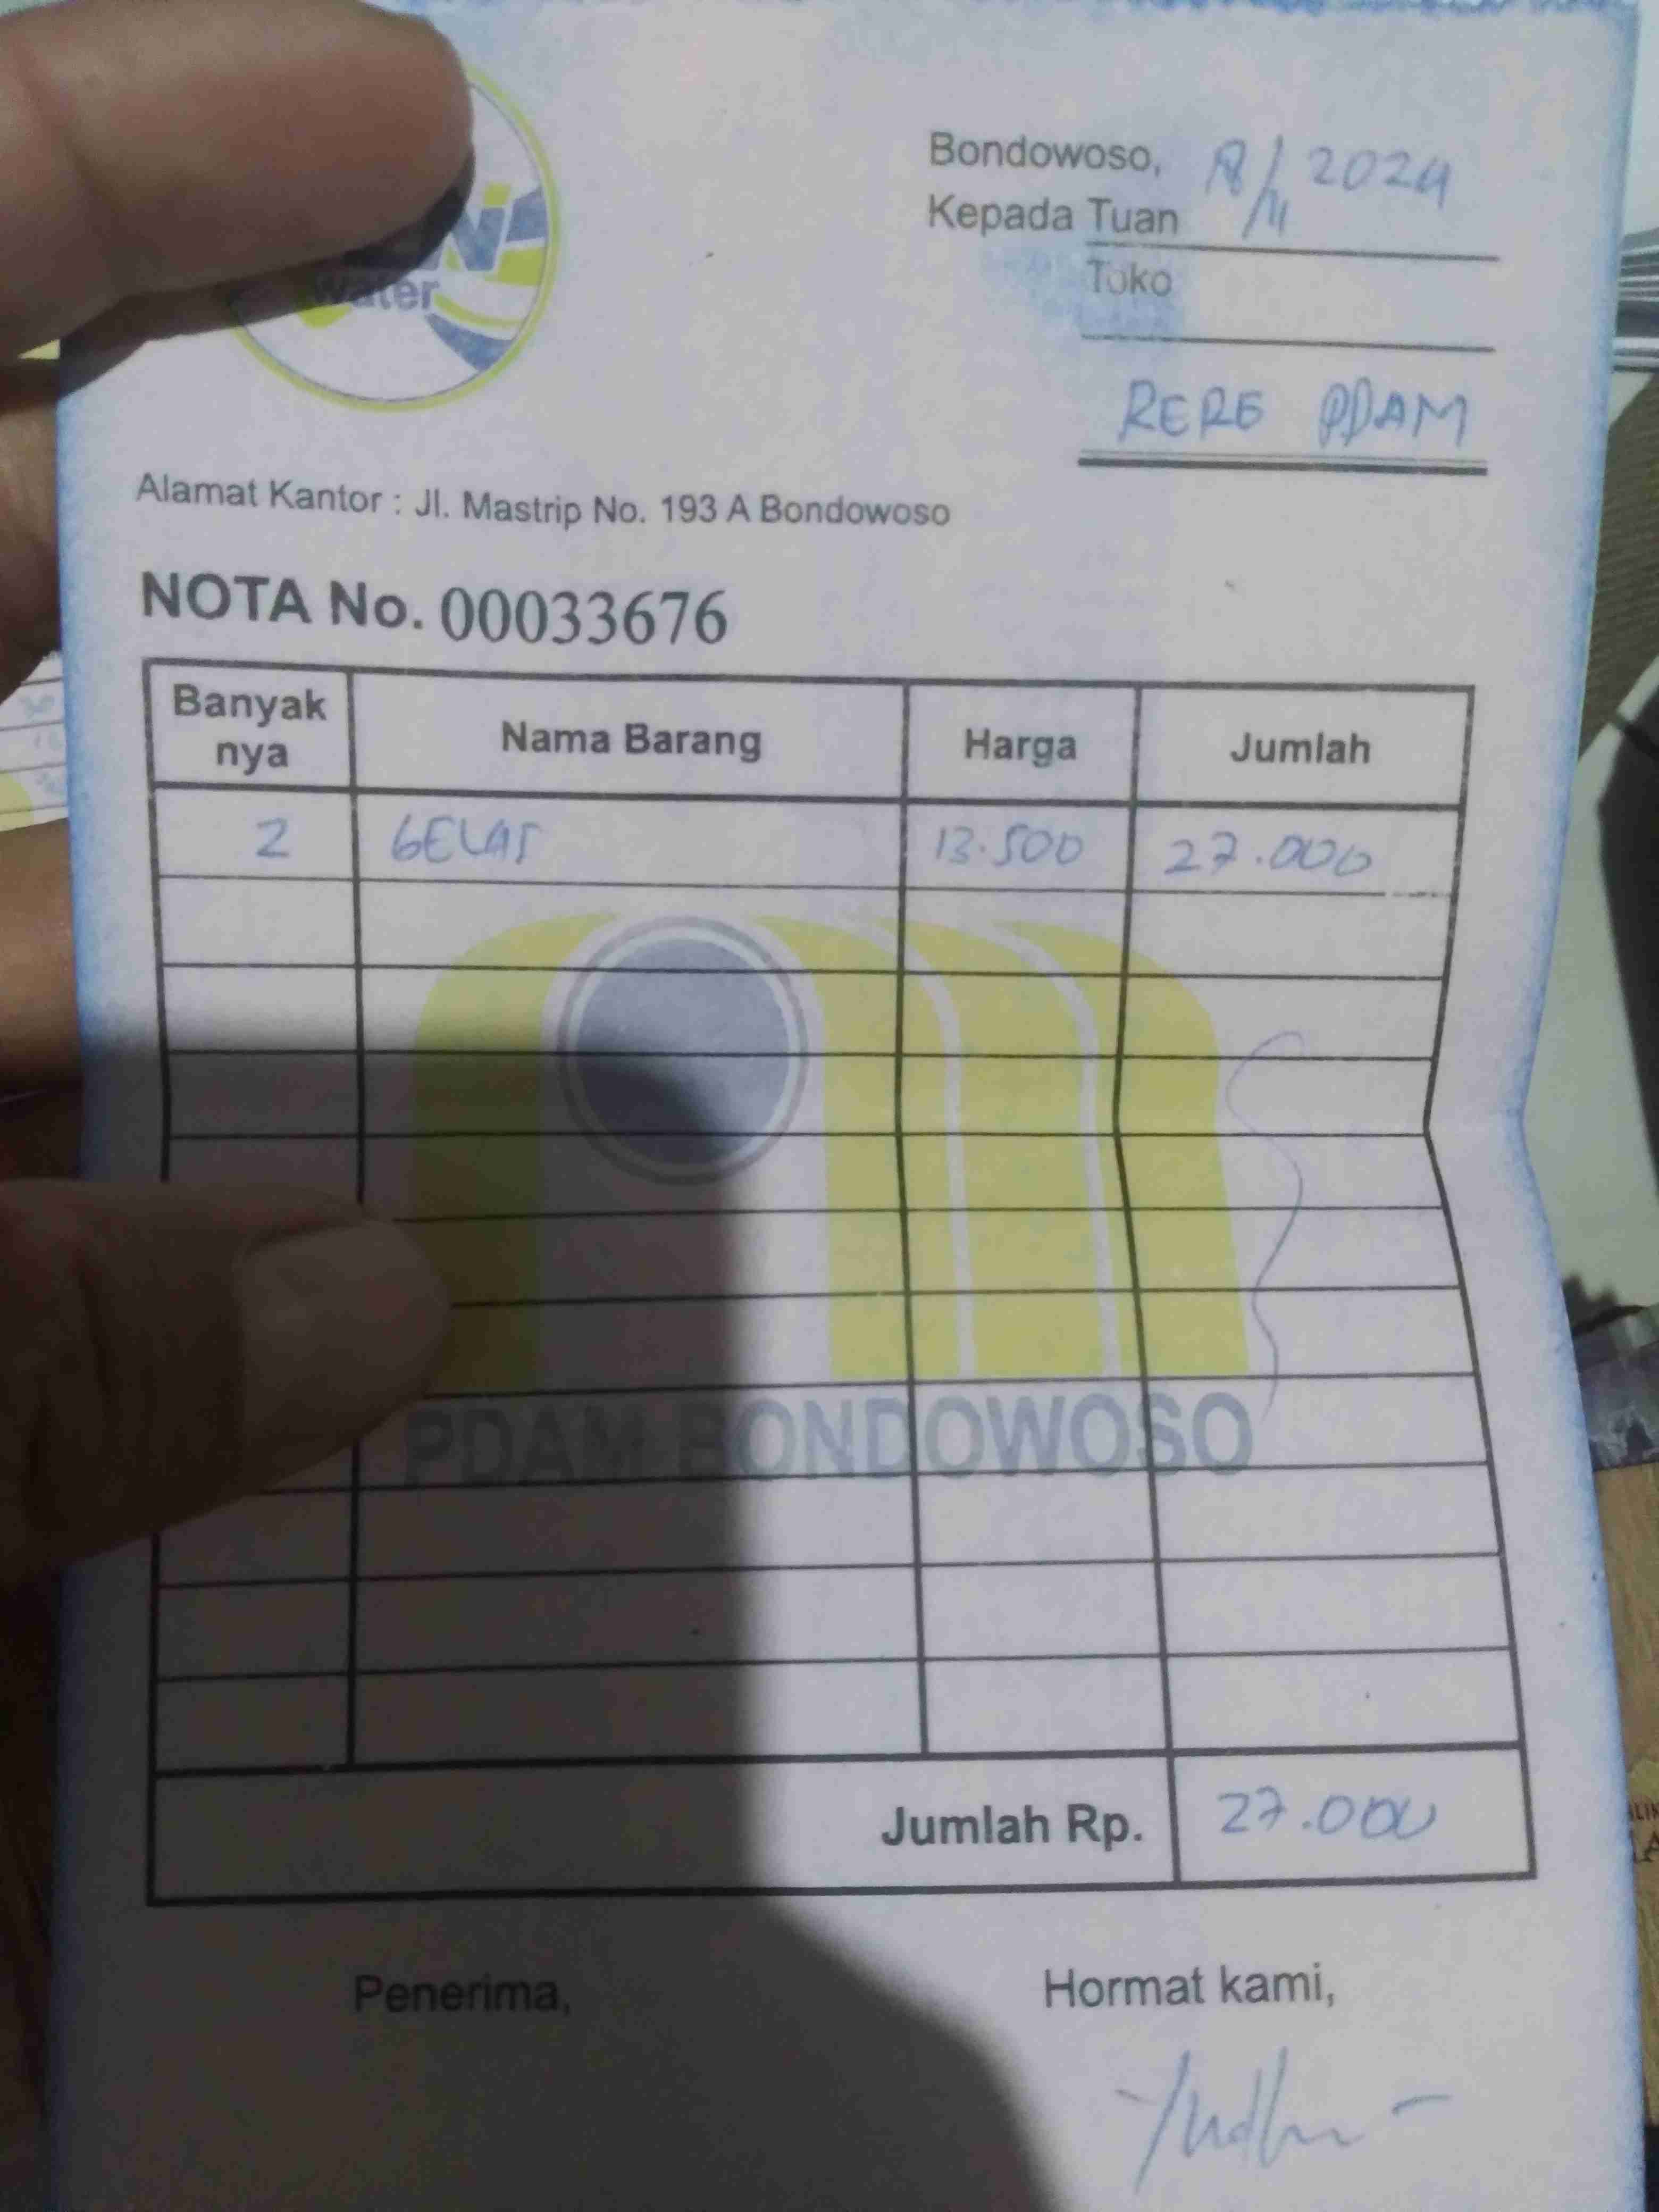 water
Bondowoso, 18/11 2024
Kepada Tuan
Toko
RERE PDAM
Alamat Kantor : Jl. Mastrip No. 193 A Bondowoso
NOTA No. 00033676
Banyak nya Nama Barang Harga Jumlah
2 GELAS 13.500 27.000
PDAM BONDOWOSO
Jumlah Rp. 27.000
Penerima, Hormat kami,